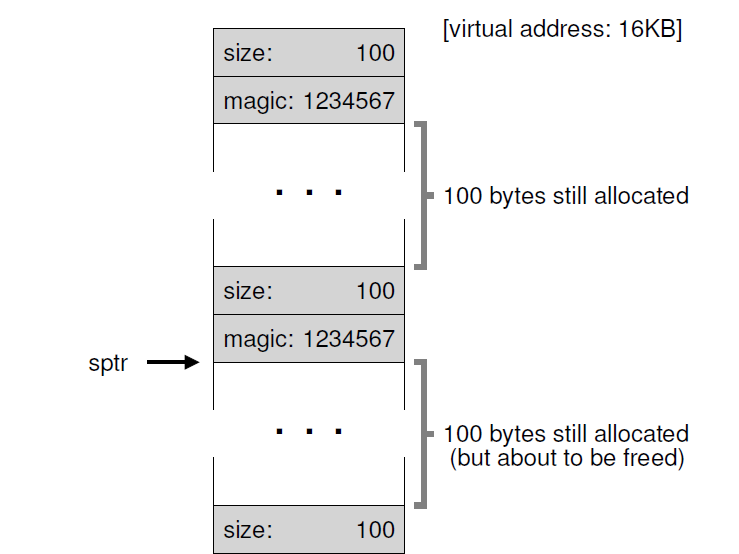 [virtual address: 16KB]
size: 100
magic: 1234567
. . .
100 bytes still allocated
size: 100
magic: 1234567
sptr
. . .
100 bytes still allocated
(but about to be freed)
size: 100